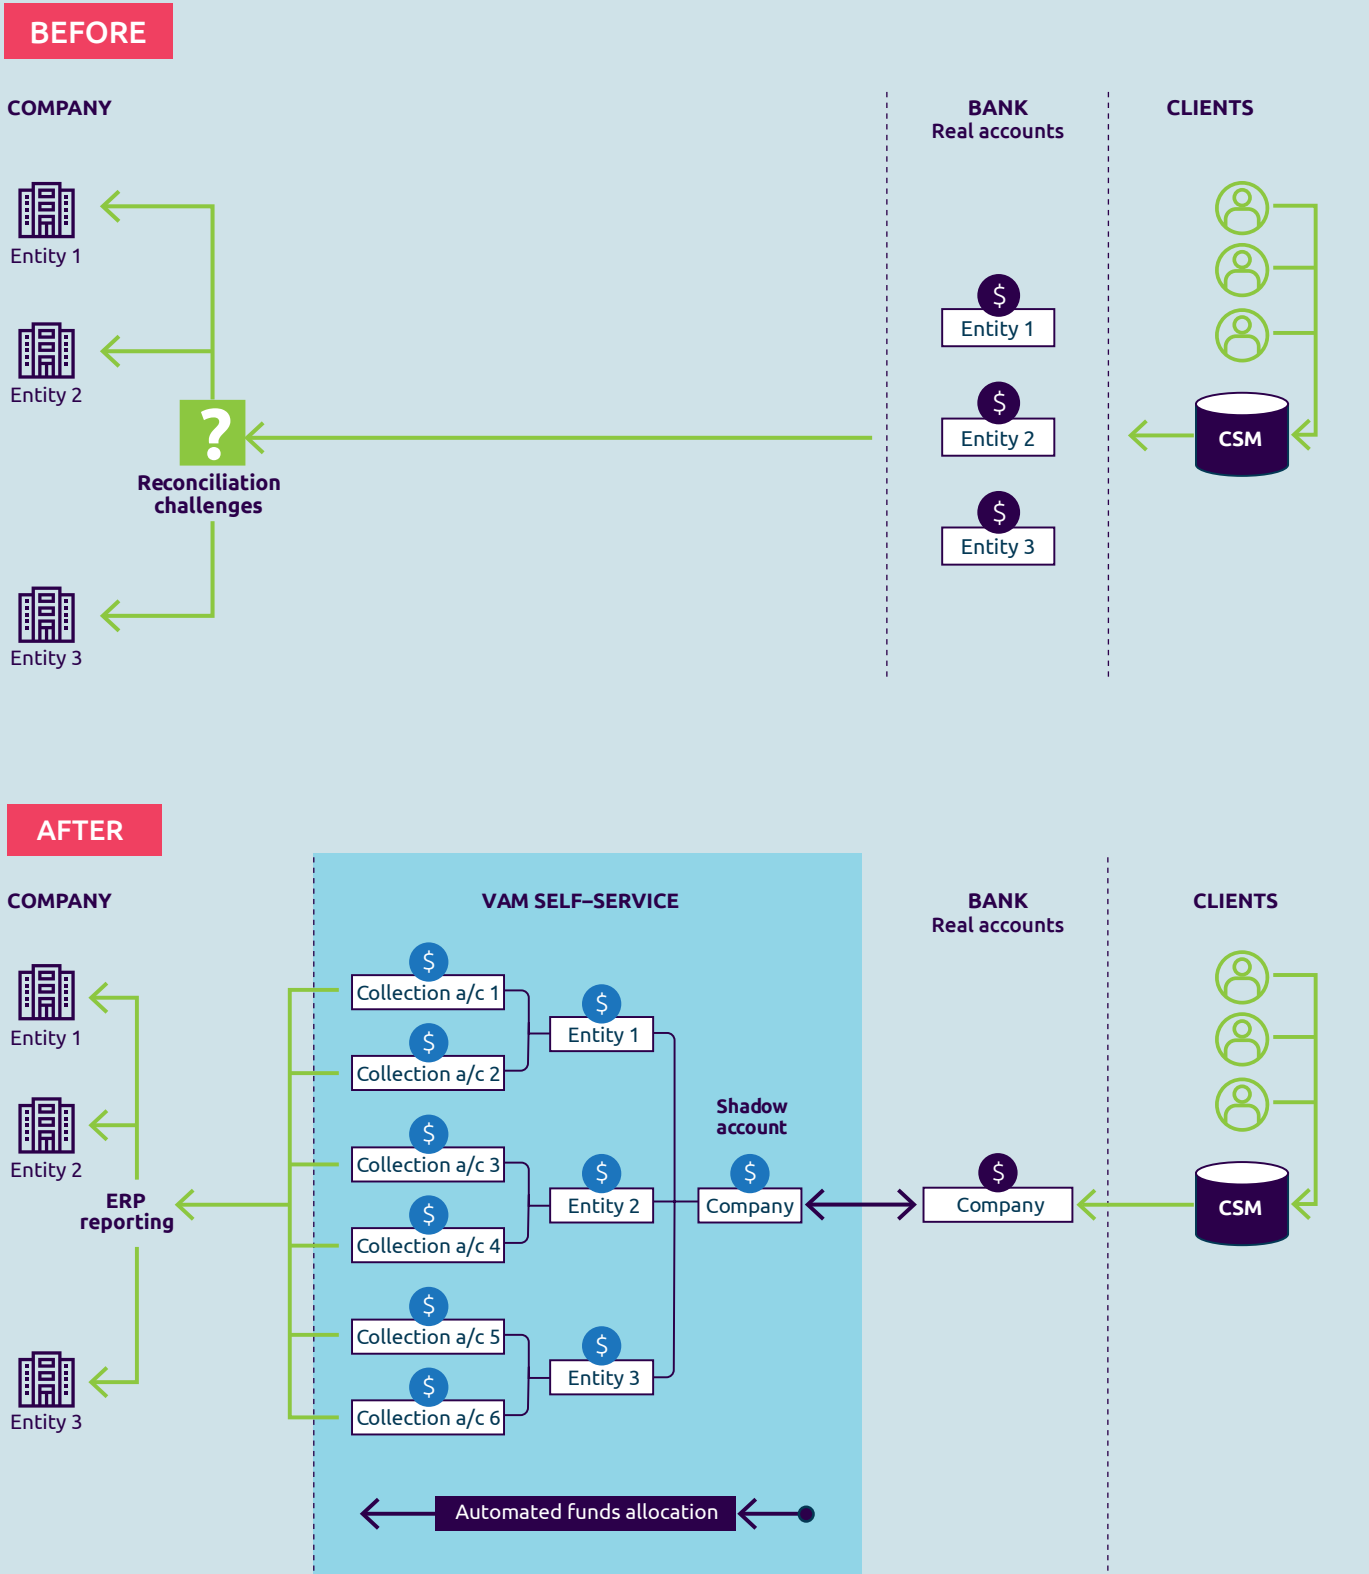 BEFORE
COMPANY
BANK
Real accounts
CLIENTS
Entity 1
Entity 2
?
Reconciliation
challenges
Entity 3
$
Entity 1
$
Entity 2
$
Entity 3
CSM
AFTER
COMPANY
VAM SELF–SERVICE
BANK
Real accounts
CLIENTS
Entity 1
Entity 2
ERP
reporting
Entity 3
$
Collection a/c 1
$
Collection a/c 2
$
Collection a/c 3
$
Collection a/c 4
$
Collection a/c 5
$
Collection a/c 6
$
Entity 1
$
Entity 2
$
Entity 3
Shadow
account
$
Company
$
Company
CSM
Automated funds allocation